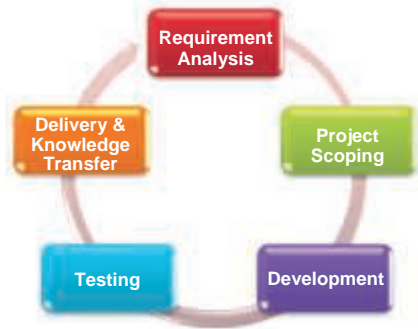 Requirement
Analysis
Project
Scoping
Development
Testing
Delivery &
Knowledge
Transfer